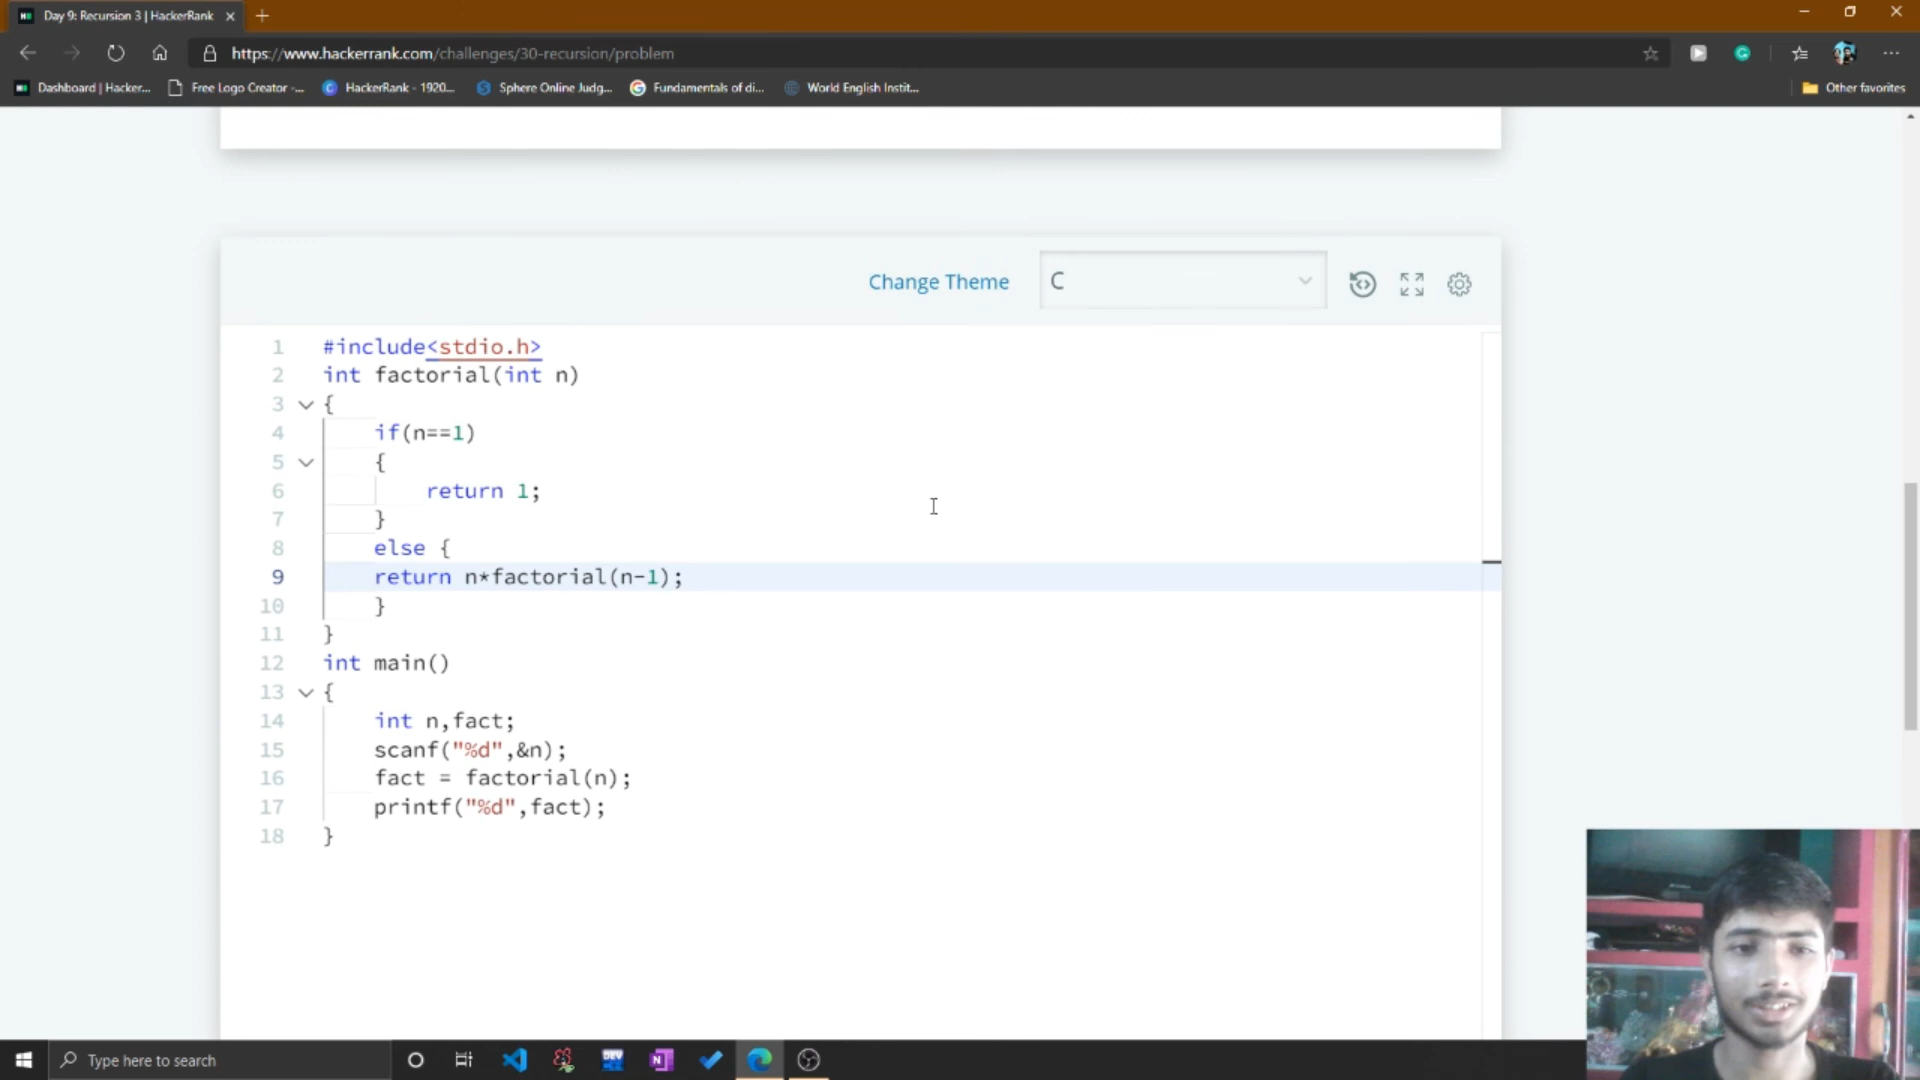 Day 9: Recursion 3 | HackerRank
https://www.hackerrank.com/challenges/30-recursion/problem
Dashboard | Hacker...
Free Logo Creator -...
HackerRank - 1920...
Sphere Online Judg...
Fundamentals of di...
World English Instit...
Other favorites
Change Theme
C
1 #include<stdio.h>
2 int factorial(int n)
3 {
4 if(n==1)
5 {
6 return 1;
7 }
8 else {
9 return n*factorial(n-1);
10 }
11 }
12 int main()
13 {
14 int n,fact;
15 scanf("%d",&n);
16 fact = factorial(n);
17 printf("%d",fact);
18 }
Type here to search
DEV
N